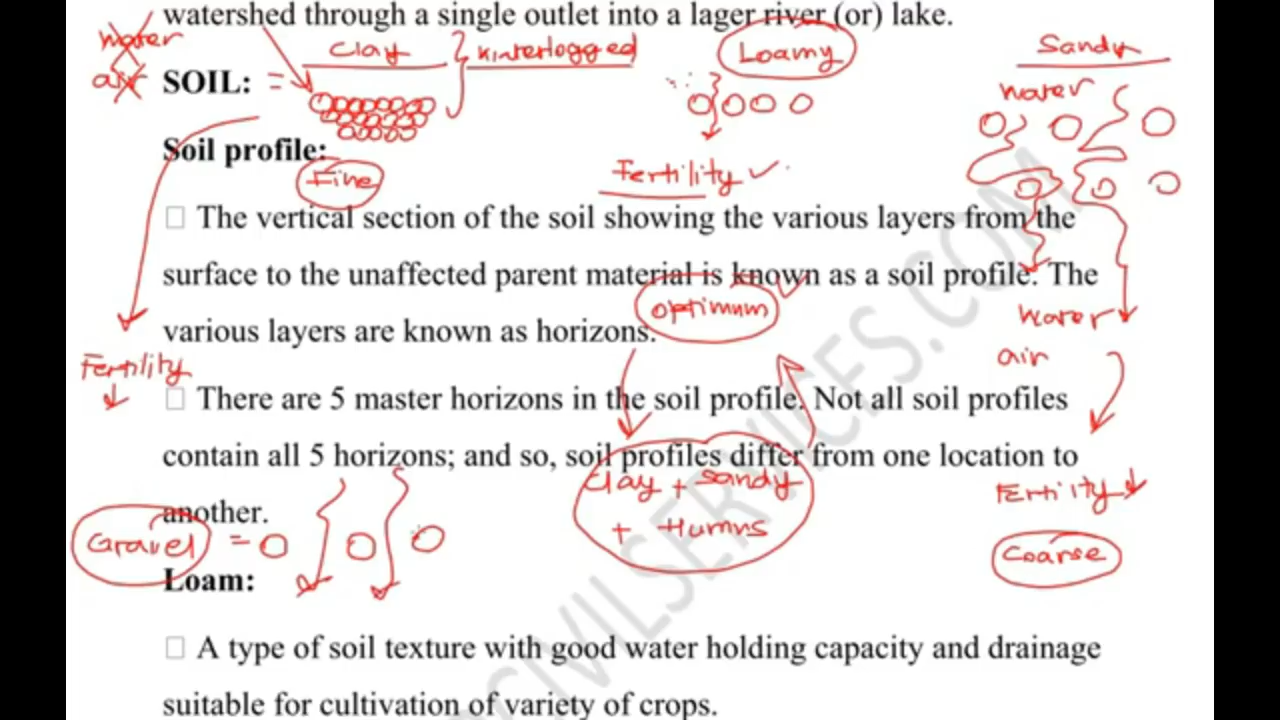 watershed through a single outlet into a lager river (or) lake.
water
Clay
Loamy
Sandy
air
SOIL: =
water
Soil profile:
Fine
Fertility ✓
□ The vertical section of the soil showing the various layers from the
surface to the unaffected parent material is known as a soil profile. The
optimum
water
various layers are known as horizons.
air
Fertility ↓
□ There are 5 master horizons in the soil profile. Not all soil profiles
contain all 5 horizons; and so, soil profiles differ from one location to
clay + sandy
Fertility ↓
another.
+ Humus
Gravel =
Coarse
Loam:
□ A type of soil texture with good water holding capacity and drainage
suitable for cultivation of variety of crops.
CIVILSERVICES.COM